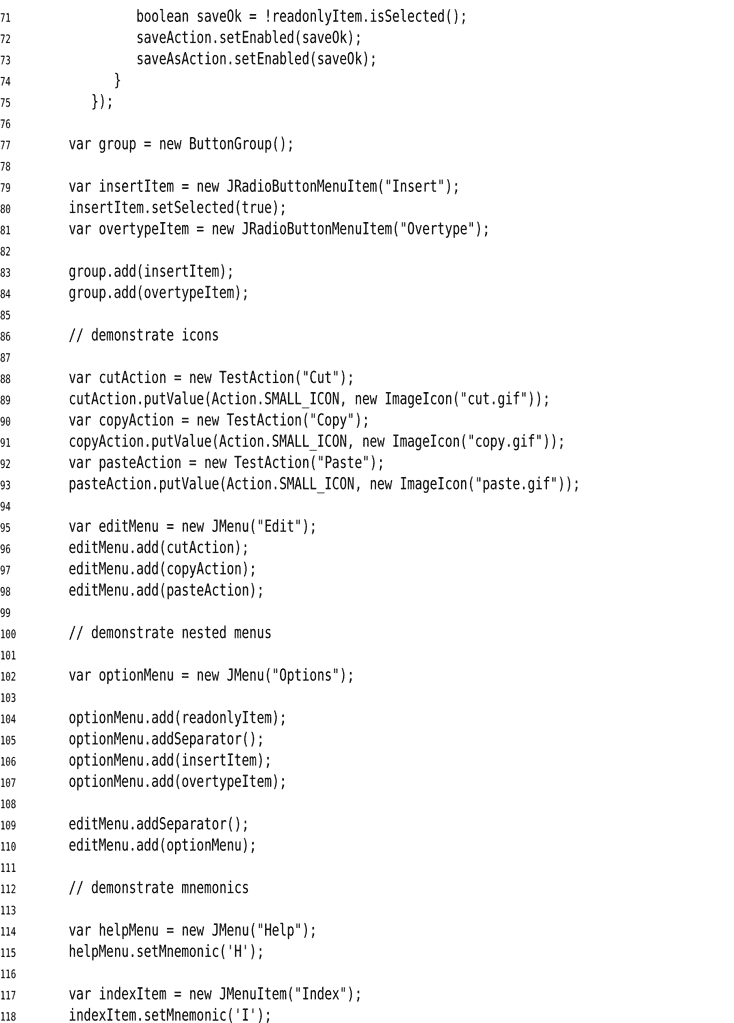 71 boolean saveOk = !readonlyItem.isSelected();
72 saveAction.setEnabled(saveOk);
73 saveAsAction.setEnabled(saveOk);
74 }
75 });
76
77 var group = new ButtonGroup();
78
79 var insertItem = new JRadioButtonMenuItem("Insert");
80 insertItem.setSelected(true);
81 var overtypeItem = new JRadioButtonMenuItem("Overtype");
82
83 group.add(insertItem);
84 group.add(overtypeItem);
85
86 // demonstrate icons
87
88 var cutAction = new TestAction("Cut");
89 cutAction.putValue(Action.SMALL_ICON, new ImageIcon("cut.gif"));
90 var copyAction = new TestAction("Copy");
91 copyAction.putValue(Action.SMALL_ICON, new ImageIcon("copy.gif"));
92 var pasteAction = new TestAction("Paste");
93 pasteAction.putValue(Action.SMALL_ICON, new ImageIcon("paste.gif"));
94
95 var editMenu = new JMenu("Edit");
96 editMenu.add(cutAction);
97 editMenu.add(copyAction);
98 editMenu.add(pasteAction);
99
100 // demonstrate nested menus
101
102 var optionMenu = new JMenu("Options");
103
104 optionMenu.add(readonlyItem);
105 optionMenu.addSeparator();
106 optionMenu.add(insertItem);
107 optionMenu.add(overtypeItem);
108
109 editMenu.addSeparator();
110 editMenu.add(optionMenu);
111
112 // demonstrate mnemonics
113
114 var helpMenu = new JMenu("Help");
115 helpMenu.setMnemonic('H');
116
117 var indexItem = new JMenuItem("Index");
118 indexItem.setMnemonic('I');